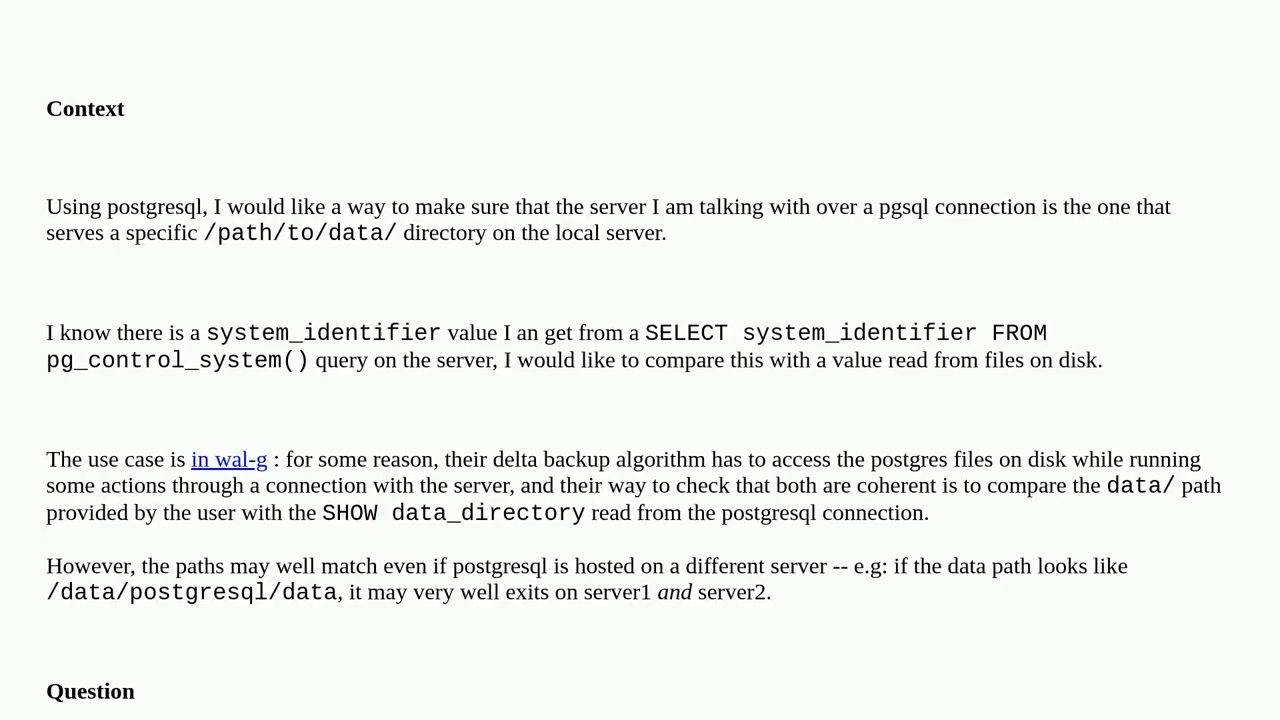 Context
Using postgresql, I would like a way to make sure that the server I am talking with over a pgsql connection is the one that
serves a specific /path/to/data/ directory on the local server.
I know there is a system_identifier value I an get from a SELECT system_identifier FROM
pg_control_system() query on the server, I would like to compare this with a value read from files on disk.
The use case is in wal-g : for some reason, their delta backup algorithm has to access the postgres files on disk while running
some actions through a connection with the server, and their way to check that both are coherent is to compare the data/ path
provided by the user with the SHOW data_directory read from the postgresql connection.
However, the paths may well match even if postgresql is hosted on a different server -- e.g: if the data path looks like
/data/postgresql/data, it may very well exits on server1 and server2.
Question